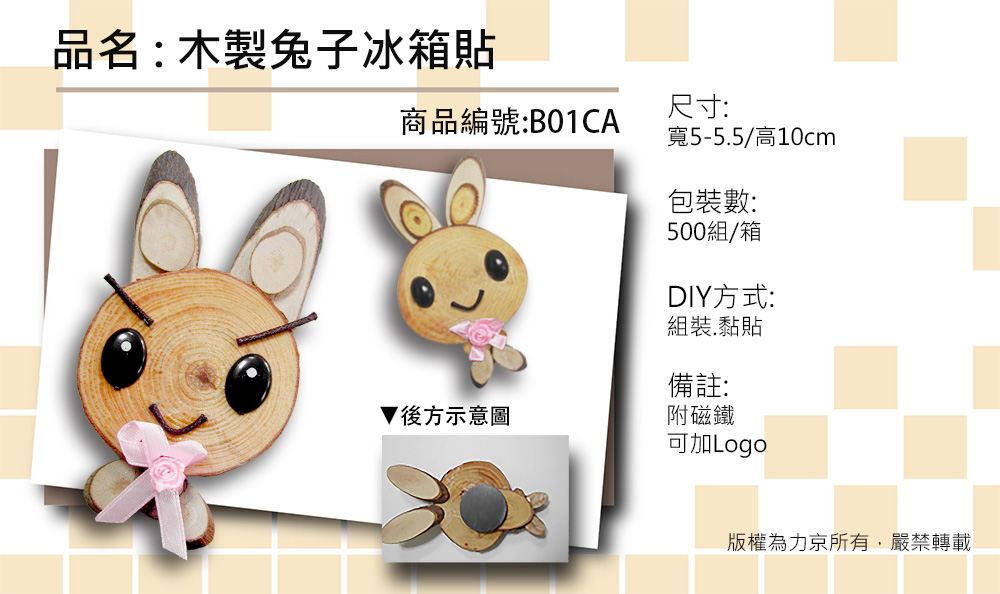 品名 : 木製兔子冰箱貼
商品編號:B01CA
尺寸:
寬5-5.5/高10cm
包裝數:
500組/箱
DIY方式:
組裝.黏貼
▼後方示意圖
備註:
附磁鐵
可加Logo
版權為力京所有，嚴禁轉載